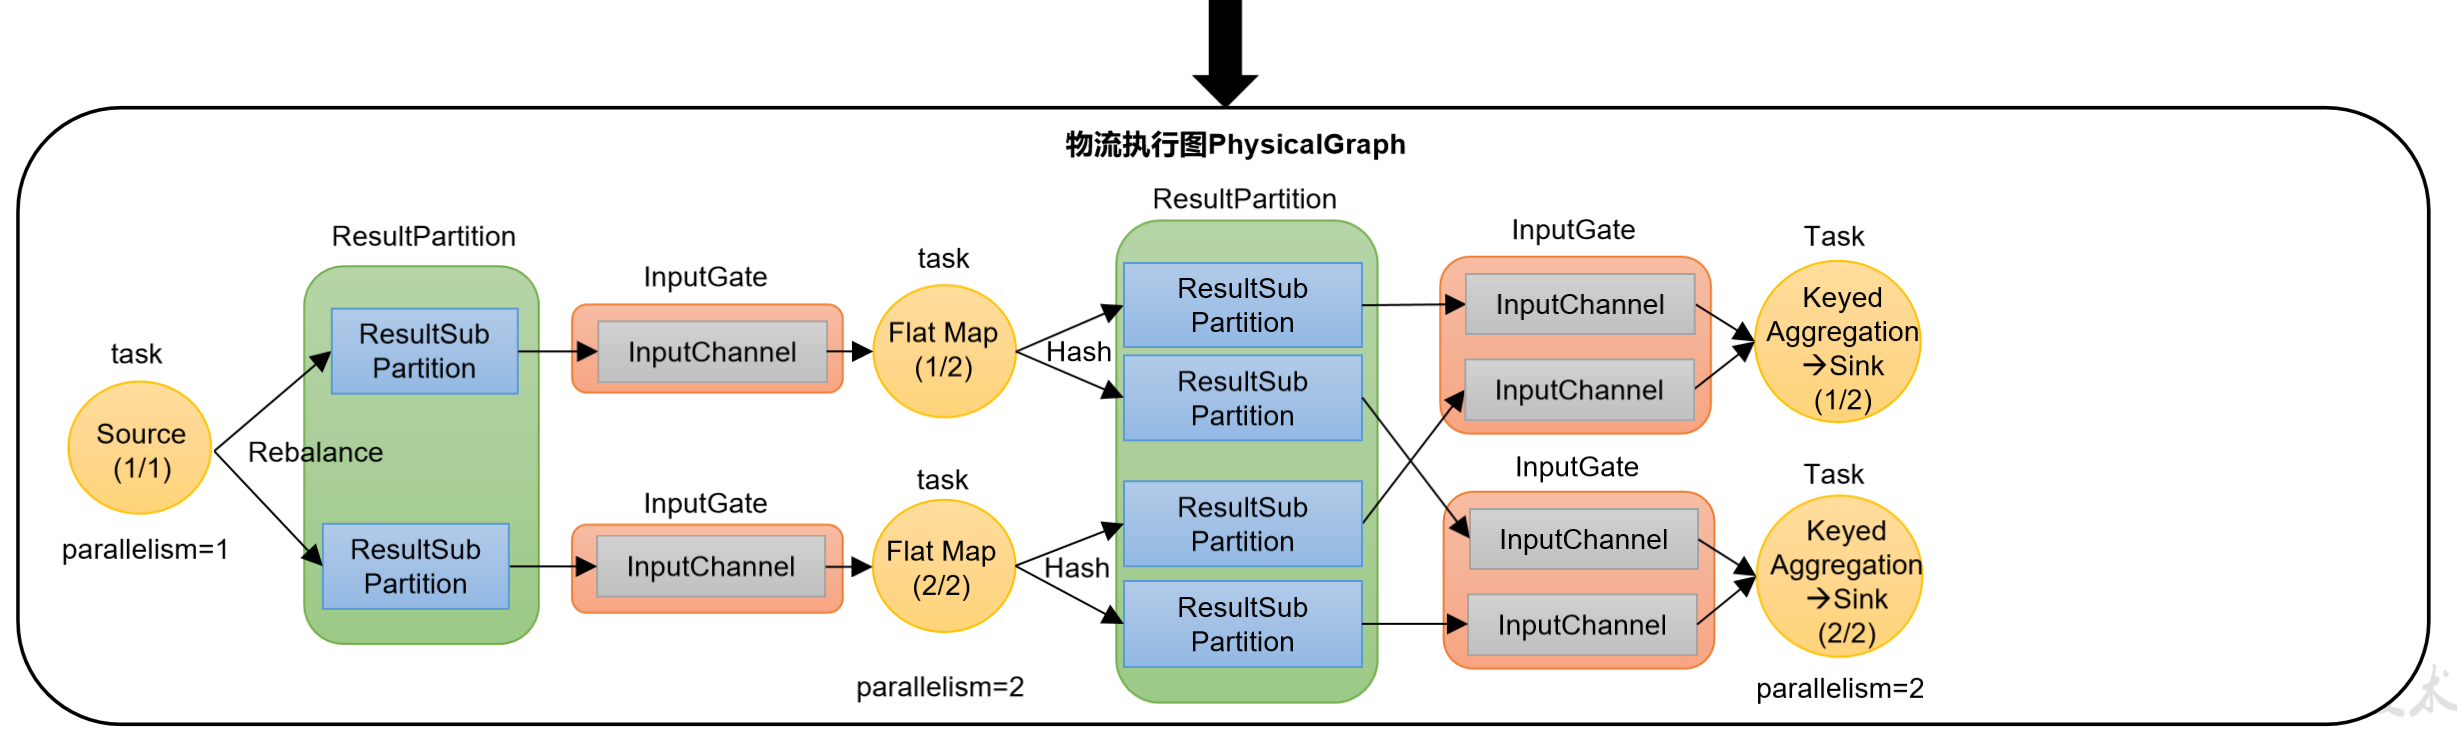 物流执行图PhysicalGraph
ResultPartition
task
Source
(1/1)
parallelism=1
Rebalance
ResultSub
Partition
ResultSub
Partition
InputGate
InputChannel
InputGate
InputChannel
task
Flat Map
(1/2)
task
Flat Map
(2/2)
parallelism=2
Hash
Hash
ResultPartition
ResultSub
Partition
ResultSub
Partition
ResultSub
Partition
ResultSub
Partition
InputGate
InputChannel
InputChannel
InputGate
InputChannel
InputChannel
Task
Keyed
Aggregation
→Sink
(1/2)
Task
Keyed
Aggregation
→Sink
(2/2)
parallelism=2